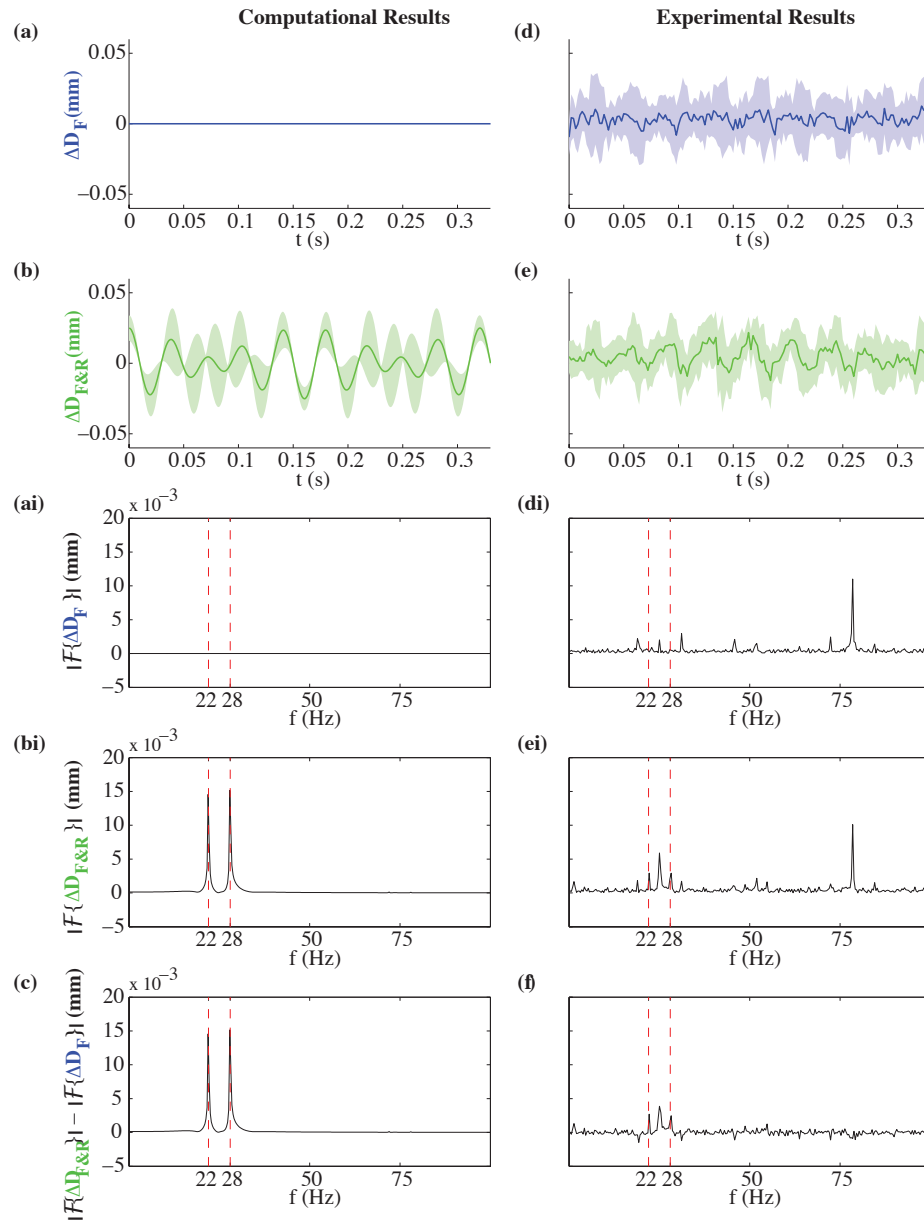 Computational Results
Experimental Results
(a)
0.05
0
−0.05
ΔD_F(mm)
0 0.05 0.1 0.15 0.2 0.25 0.3
t (s)
(d)
0 0.05 0.1 0.15 0.2 0.25 0.3
t (s)
(b)
0.05
0
−0.05
ΔD_F&R(mm)
0 0.05 0.1 0.15 0.2 0.25 0.3
t (s)
(e)
0 0.05 0.1 0.15 0.2 0.25 0.3
t (s)
(ai)
x 10⁻³
20
15
10
5
0
−5
|ℱ{ΔD_F}| (mm)
22 28 50 75
f (Hz)
(di)
22 28 50 75
f (Hz)
(bi)
x 10⁻³
20
15
10
5
0
−5
|ℱ{ΔD_F&R}| (mm)
22 28 50 75
f (Hz)
(ei)
22 28 50 75
f (Hz)
(c)
x 10⁻³
20
15
10
5
0
−5
|ℱ{ΔD_F&R}| − |ℱ{ΔD_F}| (mm)
22 28 50 75
f (Hz)
(f)
22 28 50 75
f (Hz)